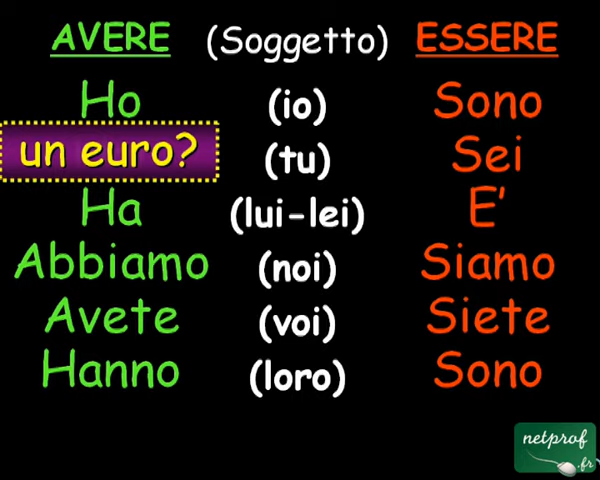 AVERE (Soggetto) ESSERE
Ho (io) Sono
un euro? (tu) Sei
Ha (lui-lei) E'
Abbiamo (noi) Siamo
Avete (voi) Siete
Hanno (loro) Sono
netprof
.fr